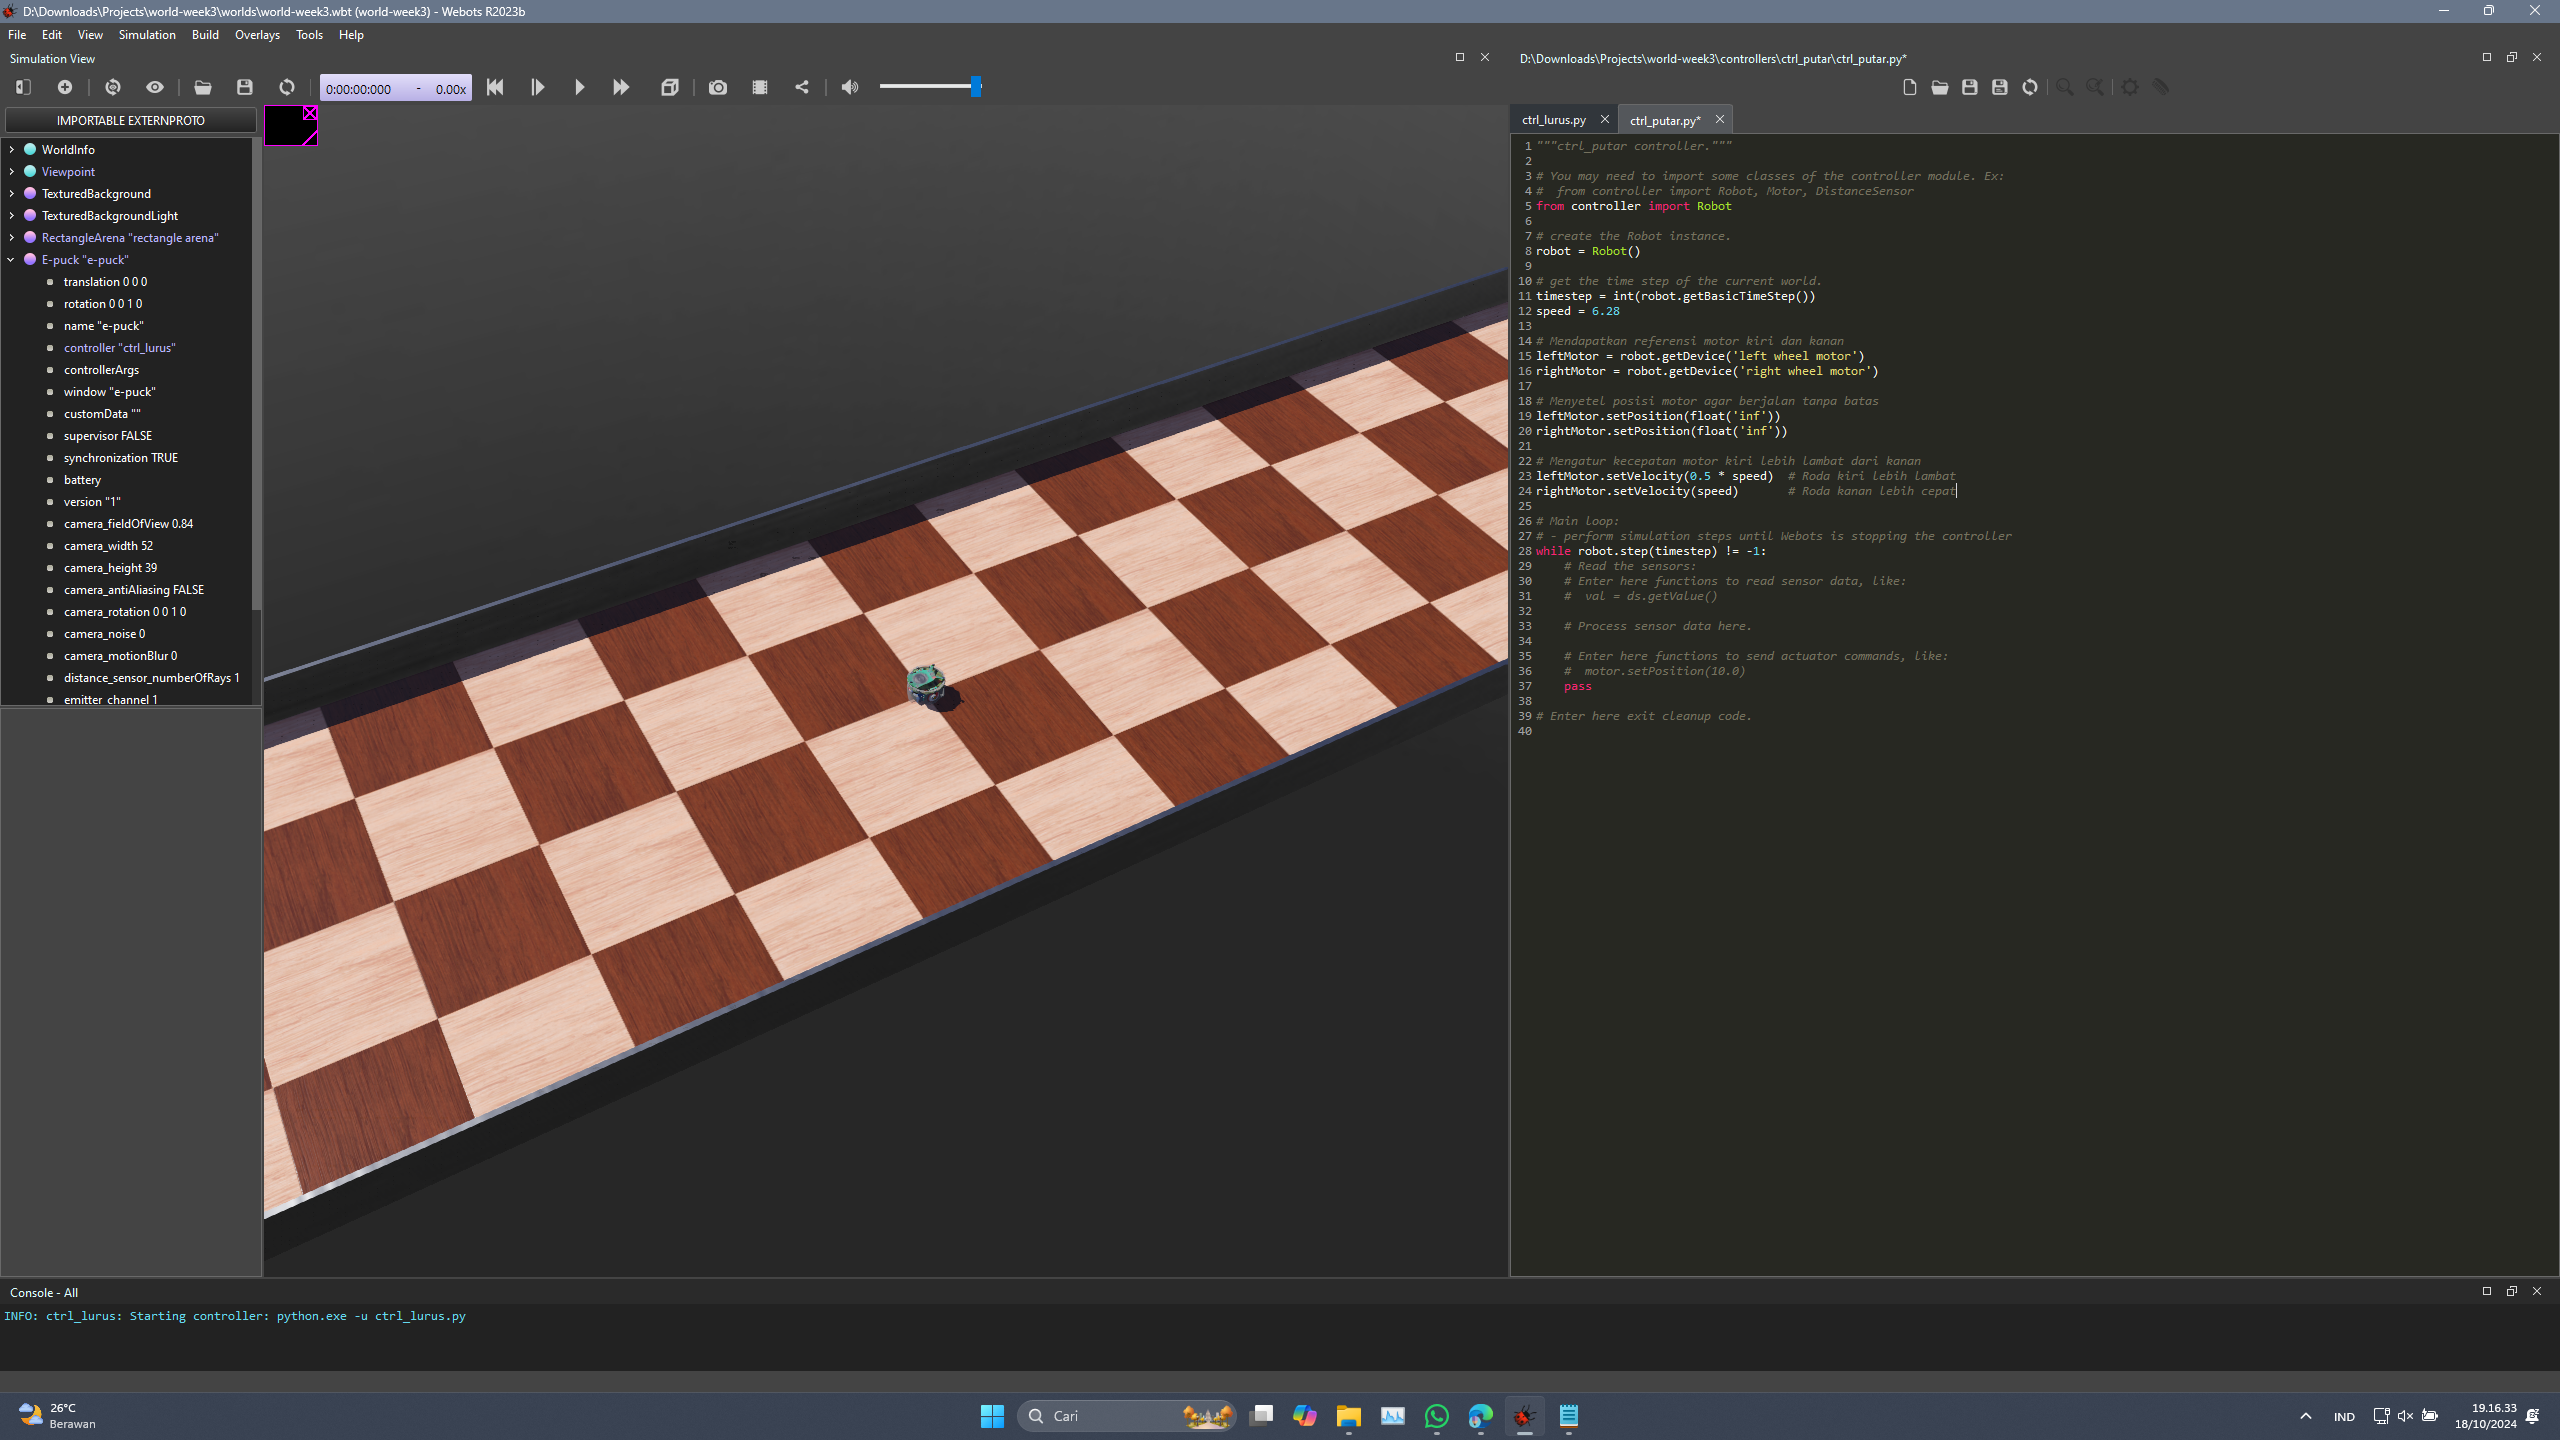 D:\Downloads\Projects\world-week3\worlds\world-week3.wbt (world-week3) - Webots R2023b
File Edit View Simulation Build Overlays Tools Help
Simulation View
0:00:00:000 - 0.00x
IMPORTABLE EXTERNPROTO
WorldInfo
Viewpoint
TexturedBackground
TexturedBackgroundLight
RectangleArena "rectangle arena"
E-puck "e-puck"
translation 0 0 0
rotation 0 0 1 0
name "e-puck"
controller "ctrl_lurus"
controllerArgs
window "e-puck"
customData ""
supervisor FALSE
synchronization TRUE
battery
version "1"
camera_fieldOfView 0.84
camera_width 52
camera_height 39
camera_antiAliasing FALSE
camera_rotation 0 0 1 0
camera_noise 0
camera_motionBlur 0
distance_sensor_numberOfRays 1
emitter_channel 1
D:\Downloads\Projects\world-week3\controllers\ctrl_putar\ctrl_putar.py*
ctrl_lurus.py ctrl_putar.py*
1 """ctrl_putar controller."""
2
3 # You may need to import some classes of the controller module. Ex:
4 #  from controller import Robot, Motor, DistanceSensor
5 from controller import Robot
6
7 # create the Robot instance.
8 robot = Robot()
9
10 # get the time step of the current world.
11 timestep = int(robot.getBasicTimeStep())
12 speed = 6.28
13
14 # Mendapatkan referensi motor kiri dan kanan
15 leftMotor = robot.getDevice('left wheel motor')
16 rightMotor = robot.getDevice('right wheel motor')
17
18 # Menyetel posisi motor agar berjalan tanpa batas
19 leftMotor.setPosition(float('inf'))
20 rightMotor.setPosition(float('inf'))
21
22 # Mengatur kecepatan motor kiri lebih lambat dari kanan
23 leftMotor.setVelocity(0.5 * speed)  # Roda kiri lebih lambat
24 rightMotor.setVelocity(speed)       # Roda kanan lebih cepat
25
26 # Main loop:
27 # - perform simulation steps until Webots is stopping the controller
28 while robot.step(timestep) != -1:
29     # Read the sensors:
30     # Enter here functions to read sensor data, like:
31     #  val = ds.getValue()
32
33     # Process sensor data here.
34
35     # Enter here functions to send actuator commands, like:
36     #  motor.setPosition(10.0)
37     pass
38
39 # Enter here exit cleanup code.
40
Console - All
INFO: ctrl_lurus: Starting controller: python.exe -u ctrl_lurus.py
26°C
Berawan
Cari
IND
19.16.33
18/10/2024